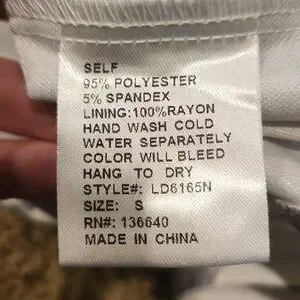 SELF
95% POLYESTER
5% SPANDEX
LINING:100%RAYON
HAND WASH COLD
WATER SEPARATELY
COLOR WILL BLEED
HANG TO DRY
STYLE#: LD6165N
SIZE: S
RN#: 136640
MADE IN CHINA